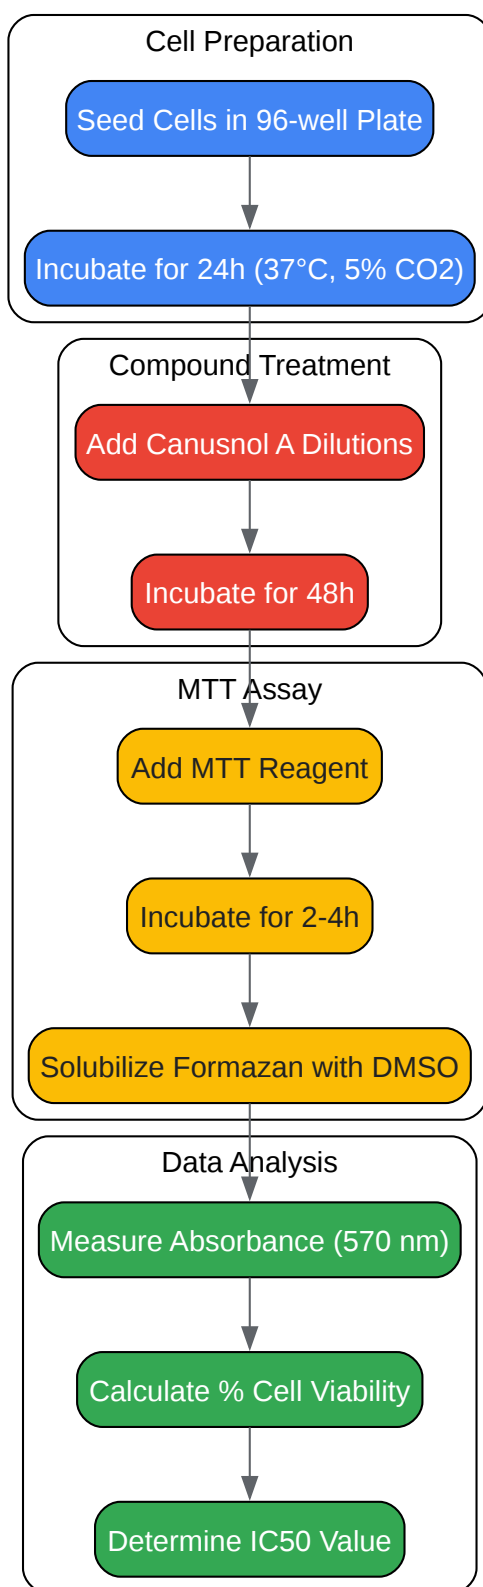 Cell Preparation
Seed Cells in 96-well Plate
Incubate for 24h (37°C, 5% CO2)
Compound Treatment
Add Canusnol A Dilutions
Incubate for 48h
MTT Assay
Add MTT Reagent
Incubate for 2-4h
Solubilize Formazan with DMSO
Data Analysis
Measure Absorbance (570 nm)
Calculate % Cell Viability
Determine IC50 Value